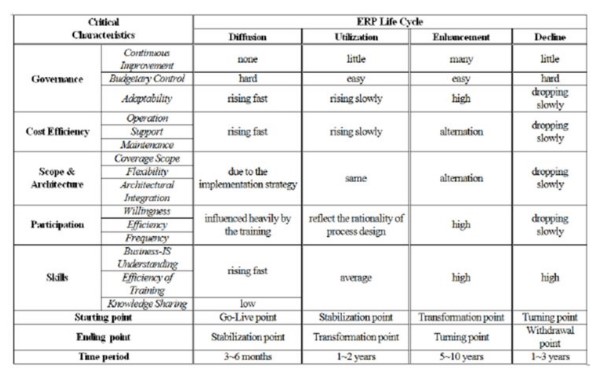 Critical Characteristics
ERP Life Cycle
Diffusion Utilization Enhancement Decline
Governance
Continuous Improvement none little many little
Budgetary Control hard easy easy hard
Adaptability rising fast rising slowly high dropping slowly
Cost Efficiency
Operation
Support
Maintenance
rising fast rising slowly alternation dropping slowly
Scope & Architecture
Coverage Scope
Flexibility
Architectural Integration
due to the implementation strategy same alternation dropping slowly
Participation
Willingness
Efficiency
Frequency
influenced heavily by the training reflect the rationality of process design high dropping slowly
Skills
Business-IS Understanding
Efficiency of Training
rising fast average high high
Knowledge Sharing low
Starting point Go-Live point Stabilization point Transformation point Turning point
Ending point Stabilization point Transformation point Turning point Withdrawal point
Time period 3~6 months 1~2 years 5~10 years 1~3 years